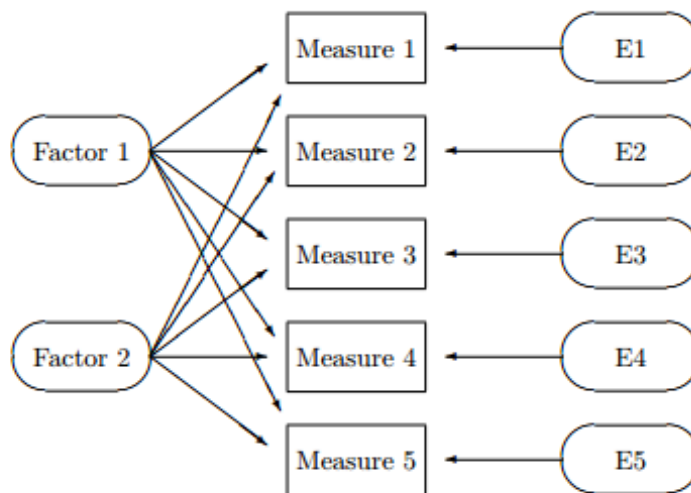 Measure 1
E1
Factor 1
Measure 2
E2
Measure 3
E3
Factor 2
Measure 4
E4
Measure 5
E5